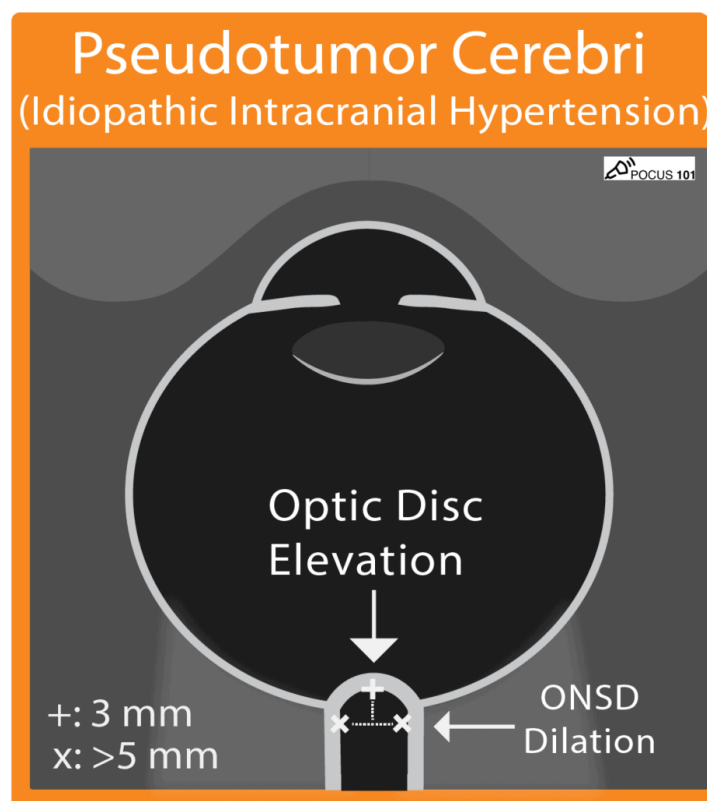 Pseudotumor Cerebri
(Idiopathic Intracranial Hypertension)
POCUS 101
Optic Disc
Elevation
+: 3 mm
x: >5 mm
ONSD
Dilation